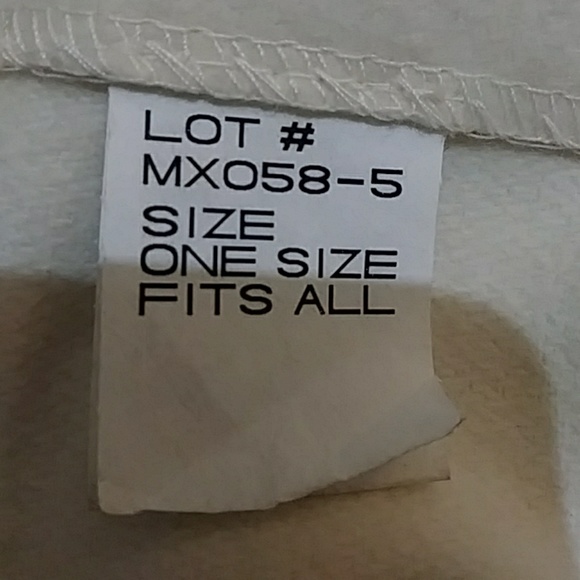 LOT #
MX058-5
SIZE
ONE SIZE
FITS ALL